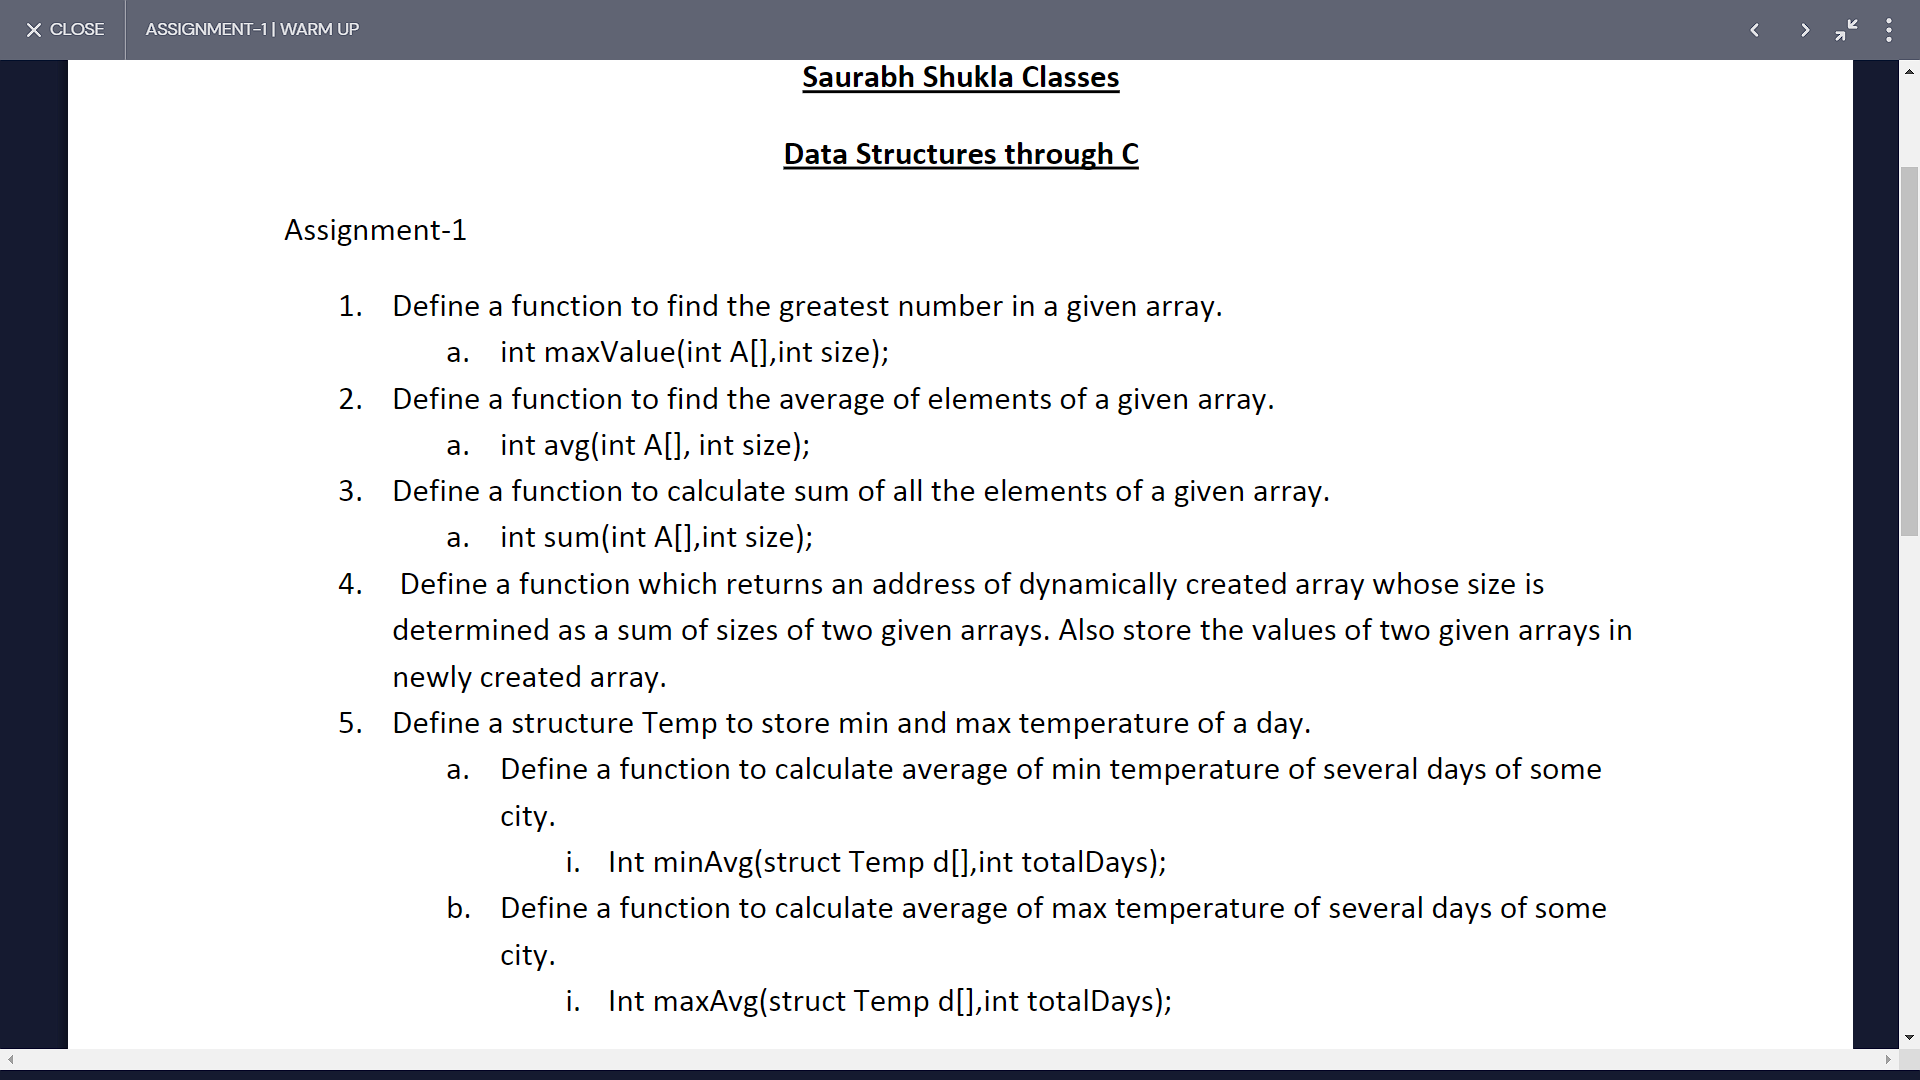 CLOSE
ASSIGNMENT-1 | WARM UP
Saurabh Shukla Classes
Data Structures through C
Assignment-1
1. Define a function to find the greatest number in a given array.
a. int maxValue(int A[],int size);
2. Define a function to find the average of elements of a given array.
a. int avg(int A[], int size);
3. Define a function to calculate sum of all the elements of a given array.
a. int sum(int A[],int size);
4. Define a function which returns an address of dynamically created array whose size is
determined as a sum of sizes of two given arrays. Also store the values of two given arrays in
newly created array.
5. Define a structure Temp to store min and max temperature of a day.
a. Define a function to calculate average of min temperature of several days of some
city.
i. Int minAvg(struct Temp d[],int totalDays);
b. Define a function to calculate average of max temperature of several days of some
city.
i. Int maxAvg(struct Temp d[],int totalDays);